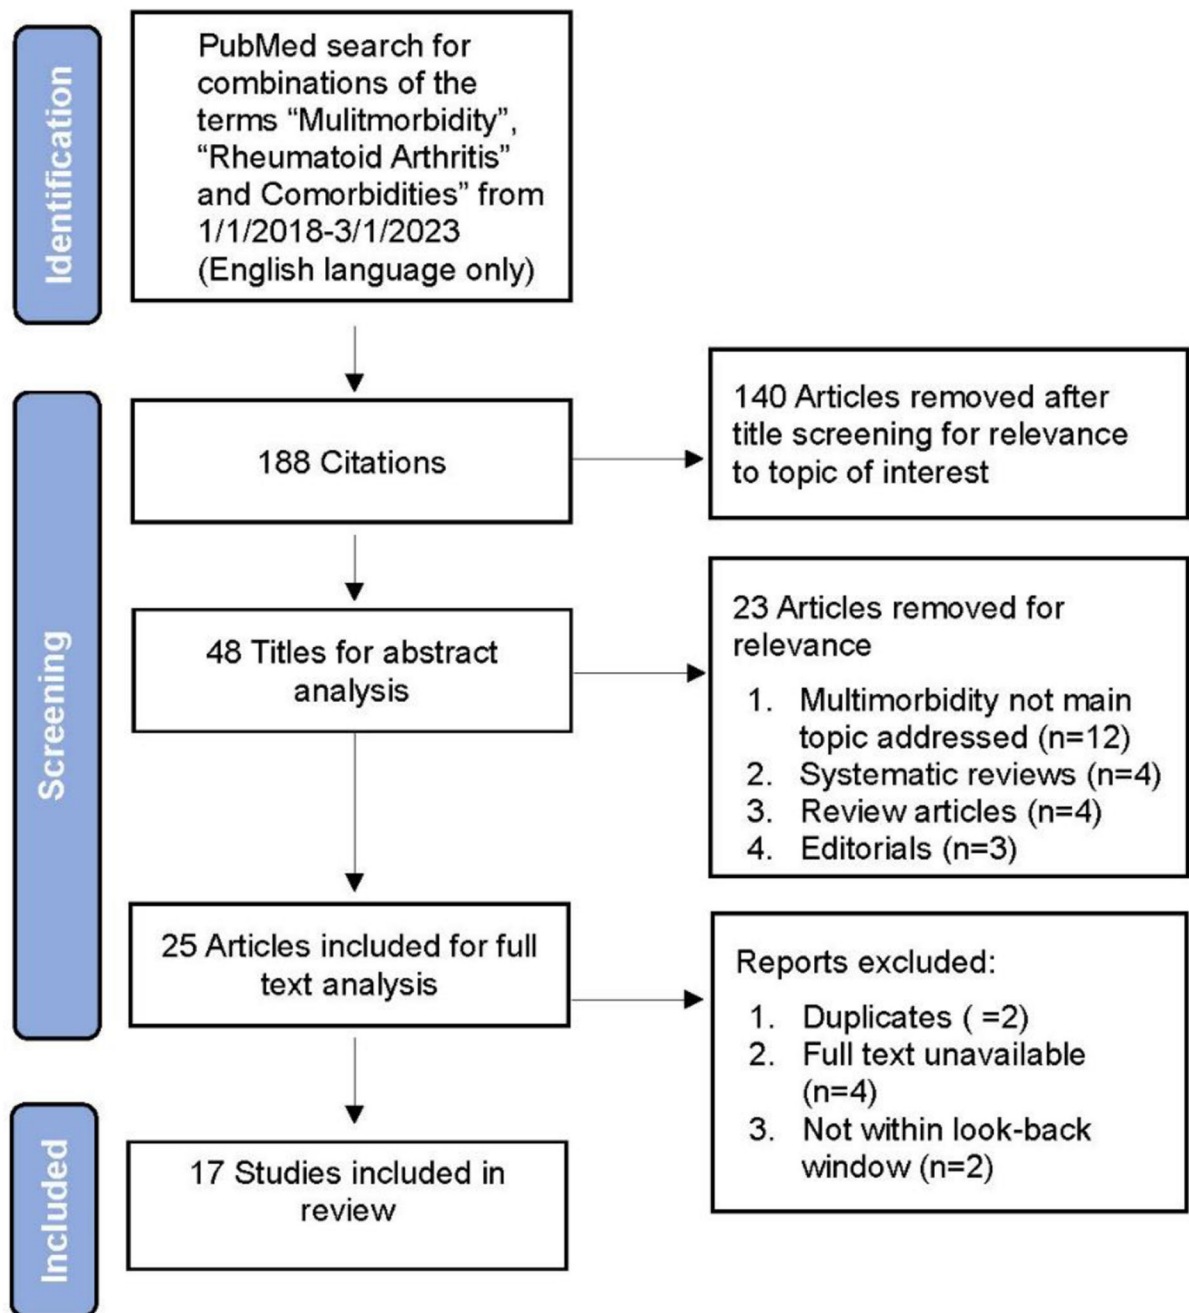 Identification
PubMed search for
combinations of the
terms “Mulitmorbidity”,
“Rheumatoid Arthritis”
and Comorbidities” from
1/1/2018-3/1/2023
(English language only)
Screening
188 Citations
140 Articles removed after
title screening for relevance
to topic of interest
48 Titles for abstract
analysis
23 Articles removed for
relevance
1. Multimorbidity not main
topic addressed (n=12)
2. Systematic reviews (n=4)
3. Review articles (n=4)
4. Editorials (n=3)
25 Articles included for full
text analysis
Reports excluded:
1. Duplicates ( =2)
2. Full text unavailable
(n=4)
3. Not within look-back
window (n=2)
Included
17 Studies included in
review